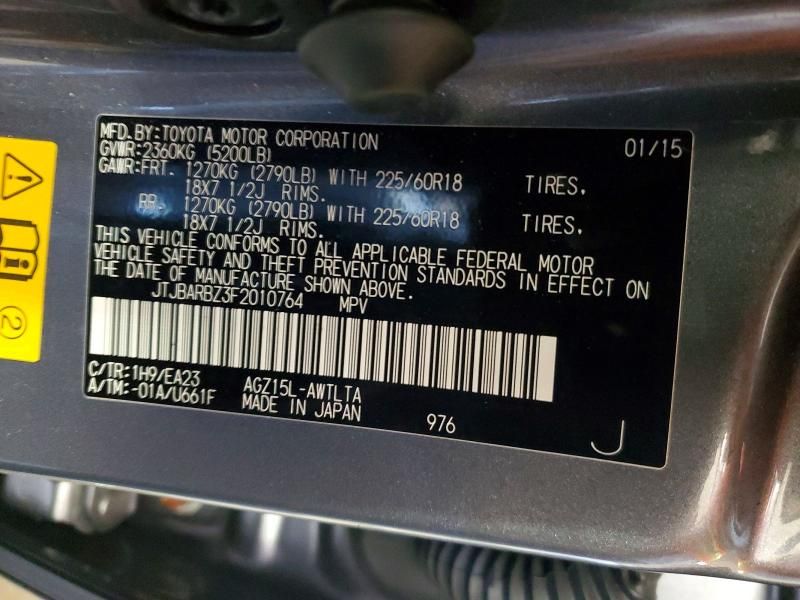 MFD.BY:TOYOTA MOTOR CORPORATION 01/15
GVWR:2360KG (5200LB)
GAWR:FRT. 1270KG (2790LB) WITH 225/60R18 TIRES.
18X7 1/2J RIMS.
RR. 1270KG (2790LB) WITH 225/60R18 TIRES.
18X7 1/2J RIMS.
THIS VEHICLE CONFORMS TO ALL APPLICABLE FEDERAL MOTOR
VEHICLE SAFETY AND THEFT PREVENTION STANDARDS IN EFFECT ON
THE DATE OF MANUFACTURE SHOWN ABOVE.
JTJBARBZ3F2010764 MPV
C/TR:1H9/EA23 AGZ15L-AWTLTA
A/TM:-01A/U661F MADE IN JAPAN 976
J
2